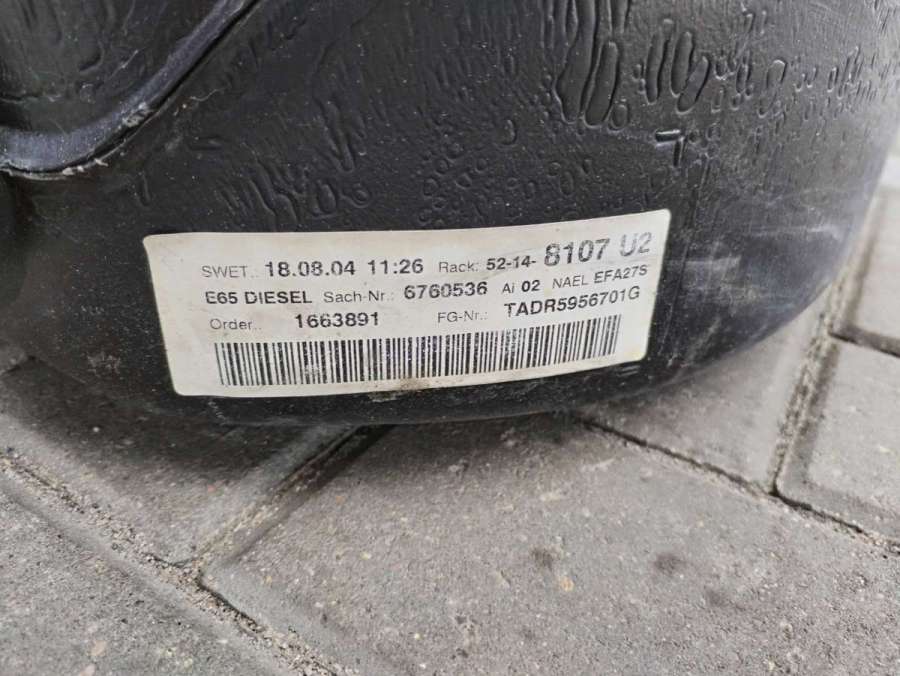 SWET.: 18.08.04 11:26 Rack: 52-14- 8107 U2
E65 DIESEL Sach-Nr.: 6760536 Ai 02 NAEL EFA27S
Order.: 1663891 FG-Nr.: TADR5956701G